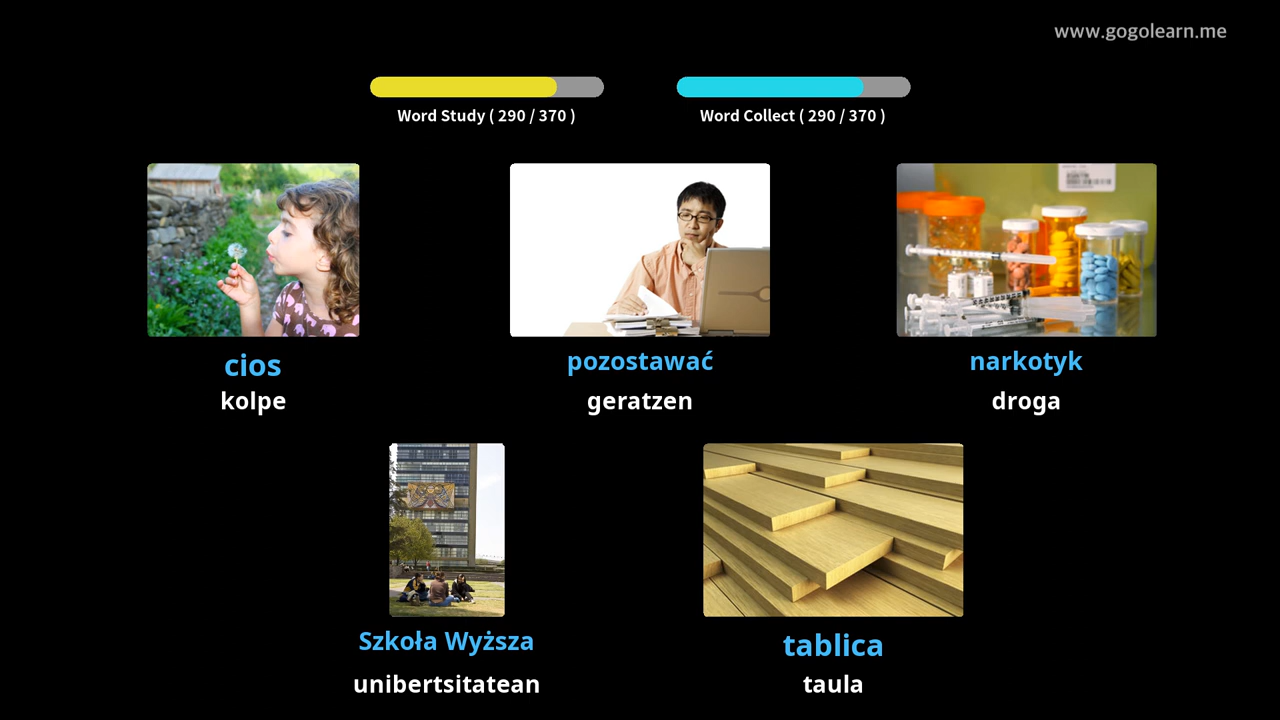 www.gogolearn.me
Word Study ( 290 / 370 )
Word Collect ( 290 / 370 )
cios
kolpe
pozostawać
geratzen
narkotyk
droga
Szkoła Wyższa
unibertsitatean
tablica
taula